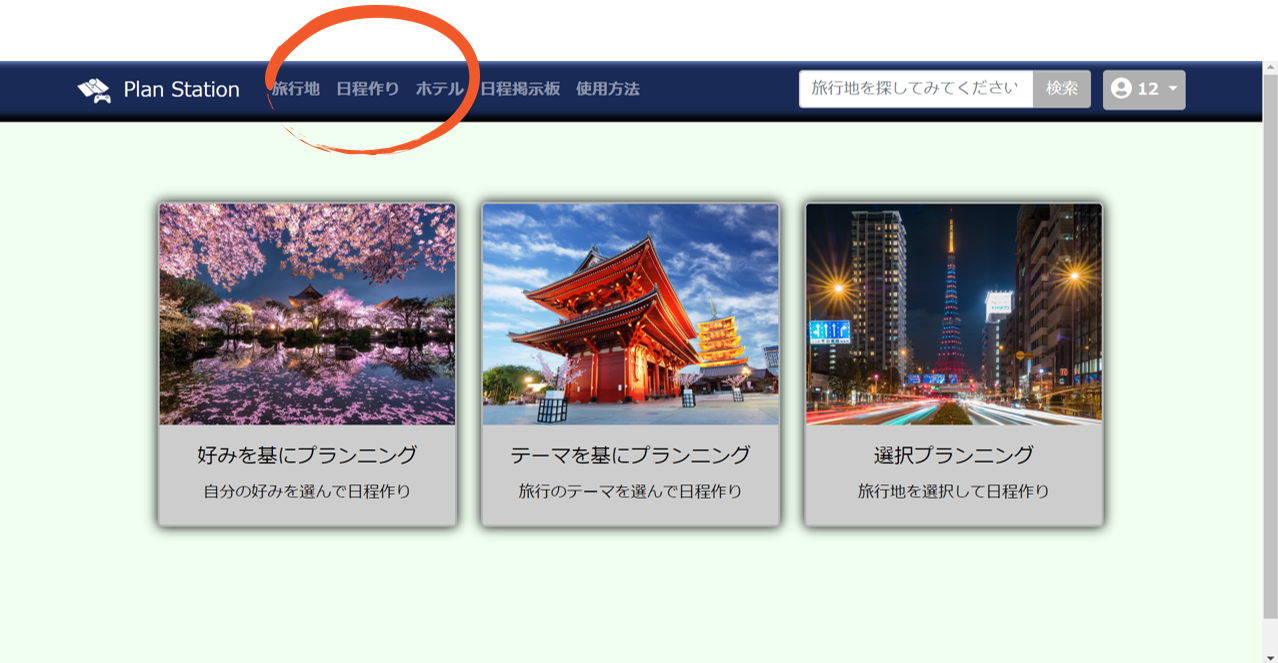 Plan Station 旅行地 日程作り ホテル 日程掲示板 使用方法 旅行地を探してみてください 検索 12
好みを基にプランニング
自分の好みを選んで日程作り
テーマを基にプランニング
旅行のテーマを選んで日程作り
選択プランニング
旅行地を選択して日程作り